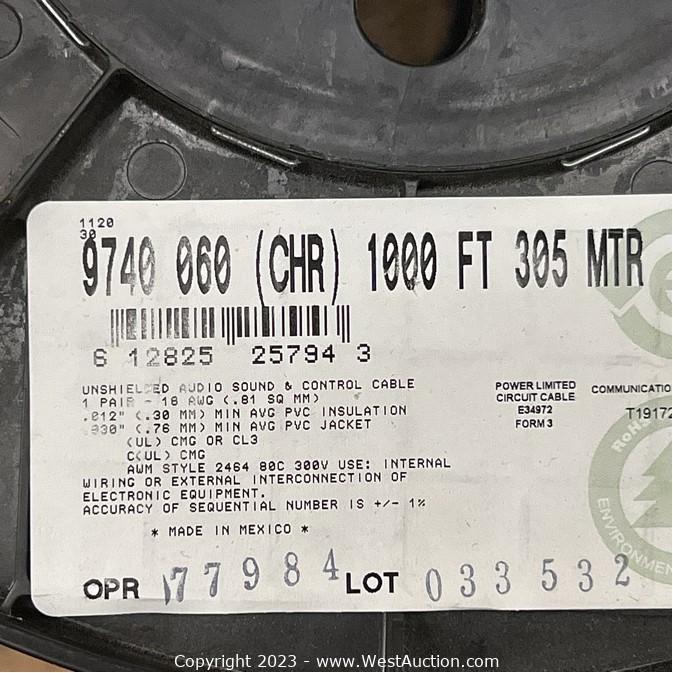 1120
30
9740 060 (CHR) 1000 FT 305 MTR
6 12825 25794 3
UNSHIELDED AUDIO SOUND & CONTROL CABLE
1 PAIR - 18 AWG (.81 SQ MM)
.012" (.30 MM) MIN AVG PVC INSULATION
.030" (.76 MM) MIN AVG PVC JACKET
(UL) CMG OR CL3
C(UL) CMG
AWM STYLE 2464 80C 300V USE: INTERNAL
WIRING OR EXTERNAL INTERCONNECTION OF
ELECTRONIC EQUIPMENT.
ACCURACY OF SEQUENTIAL NUMBER IS +/- 1%
* MADE IN MEXICO *
POWER LIMITED
CIRCUIT CABLE
E34972
FORM 3
COMMUNICATIO
T19172
RoHS
ENVIRONMEN
OPR 77984 LOT 033532
Copyright 2023 - www.WestAuction.com